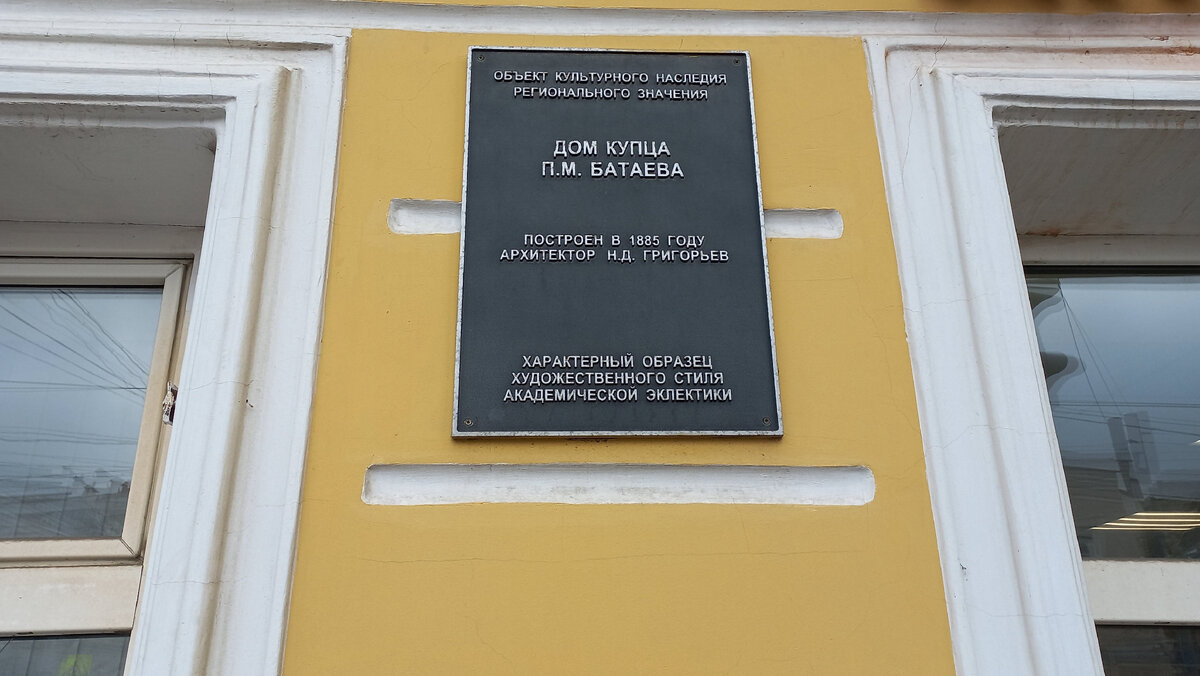 ОБЪЕКТ КУЛЬТУРНОГО НАСЛЕДИЯ
РЕГИОНАЛЬНОГО ЗНАЧЕНИЯ
ДОМ КУПЦА
П.М. БАТАЕВА
ПОСТРОЕН В 1885 ГОДУ
АРХИТЕКТОР Н.Д. ГРИГОРЬЕВ
ХАРАКТЕРНЫЙ ОБРАЗЕЦ
ХУДОЖЕСТВЕННОГО СТИЛЯ
АКАДЕМИЧЕСКОЙ ЭКЛЕКТИКИ